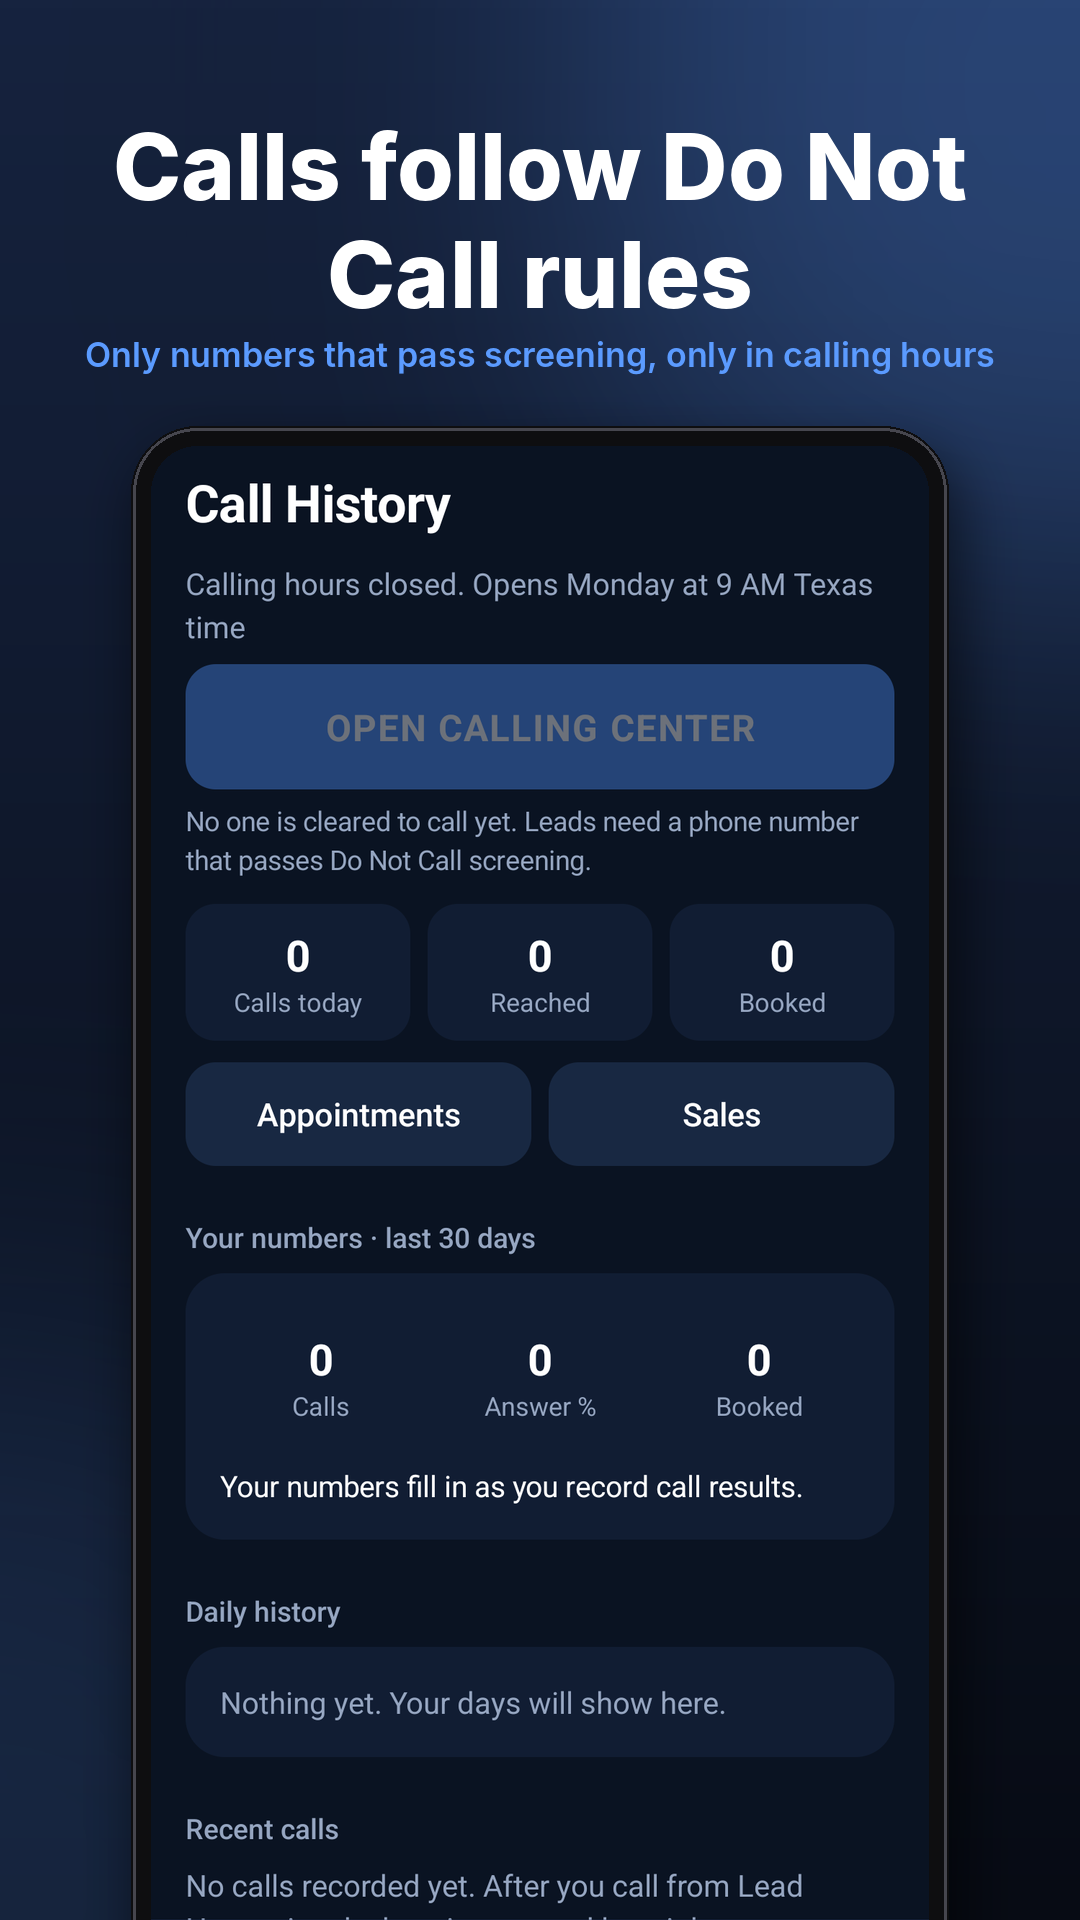 Calls follow Do Not
Call rules
Only numbers that pass screening, only in calling hours
Call History
Calling hours closed. Opens Monday at 9 AM Texas
time
OPEN CALLING CENTER
No one is cleared to call yet. Leads need a phone number
that passes Do Not Call screening.
0 0 0
Calls today Reached Booked
Appointments Sales
Your numbers · last 30 days
0 0 0
Calls Answer % Booked
Your numbers fill in as you record call results.
Daily history
Nothing yet. Your days will show here.
Recent calls
No calls recorded yet. After you call from Lead